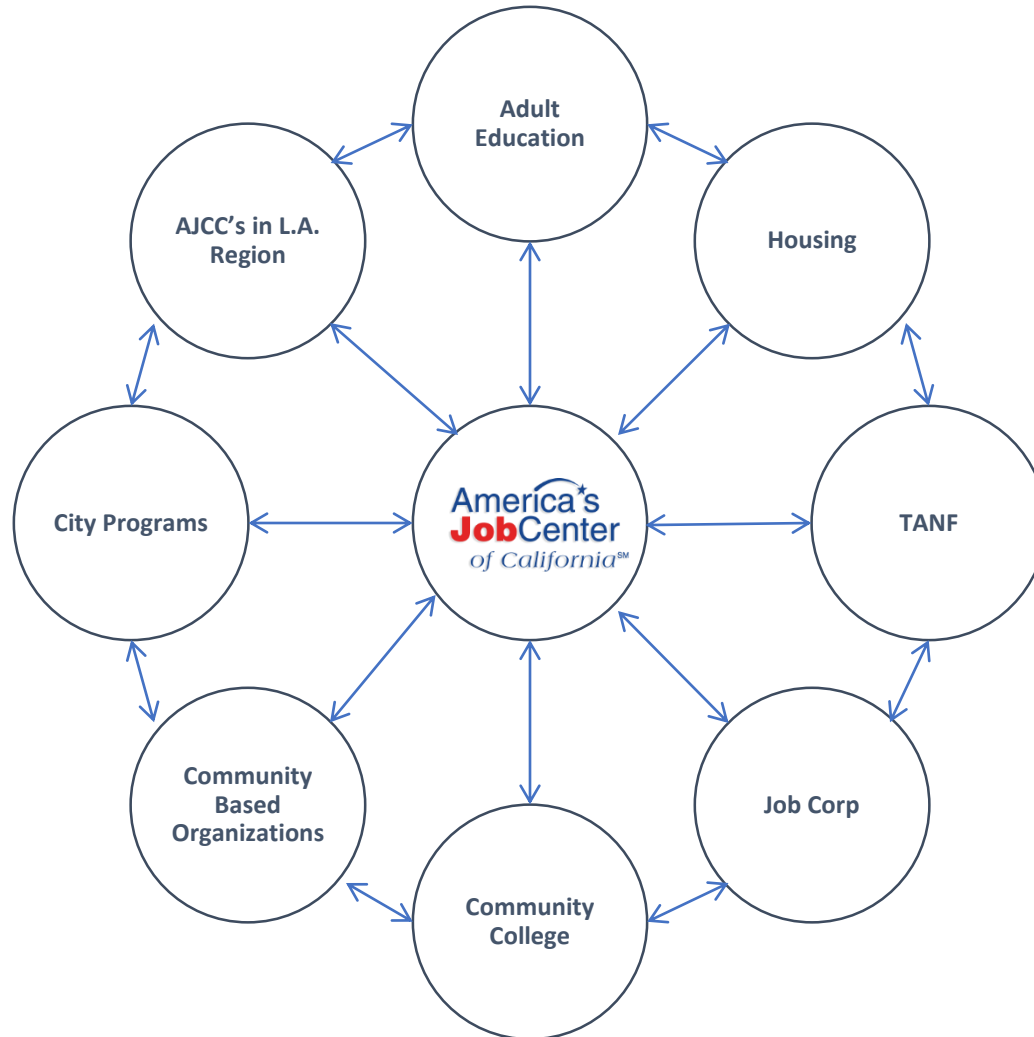 Adult
Education
AJCC’s in L.A.
Region
Housing
City Programs
America's
JobCenter
of California℠
TANF
Community
Based
Organizations
Job Corp
Community
College